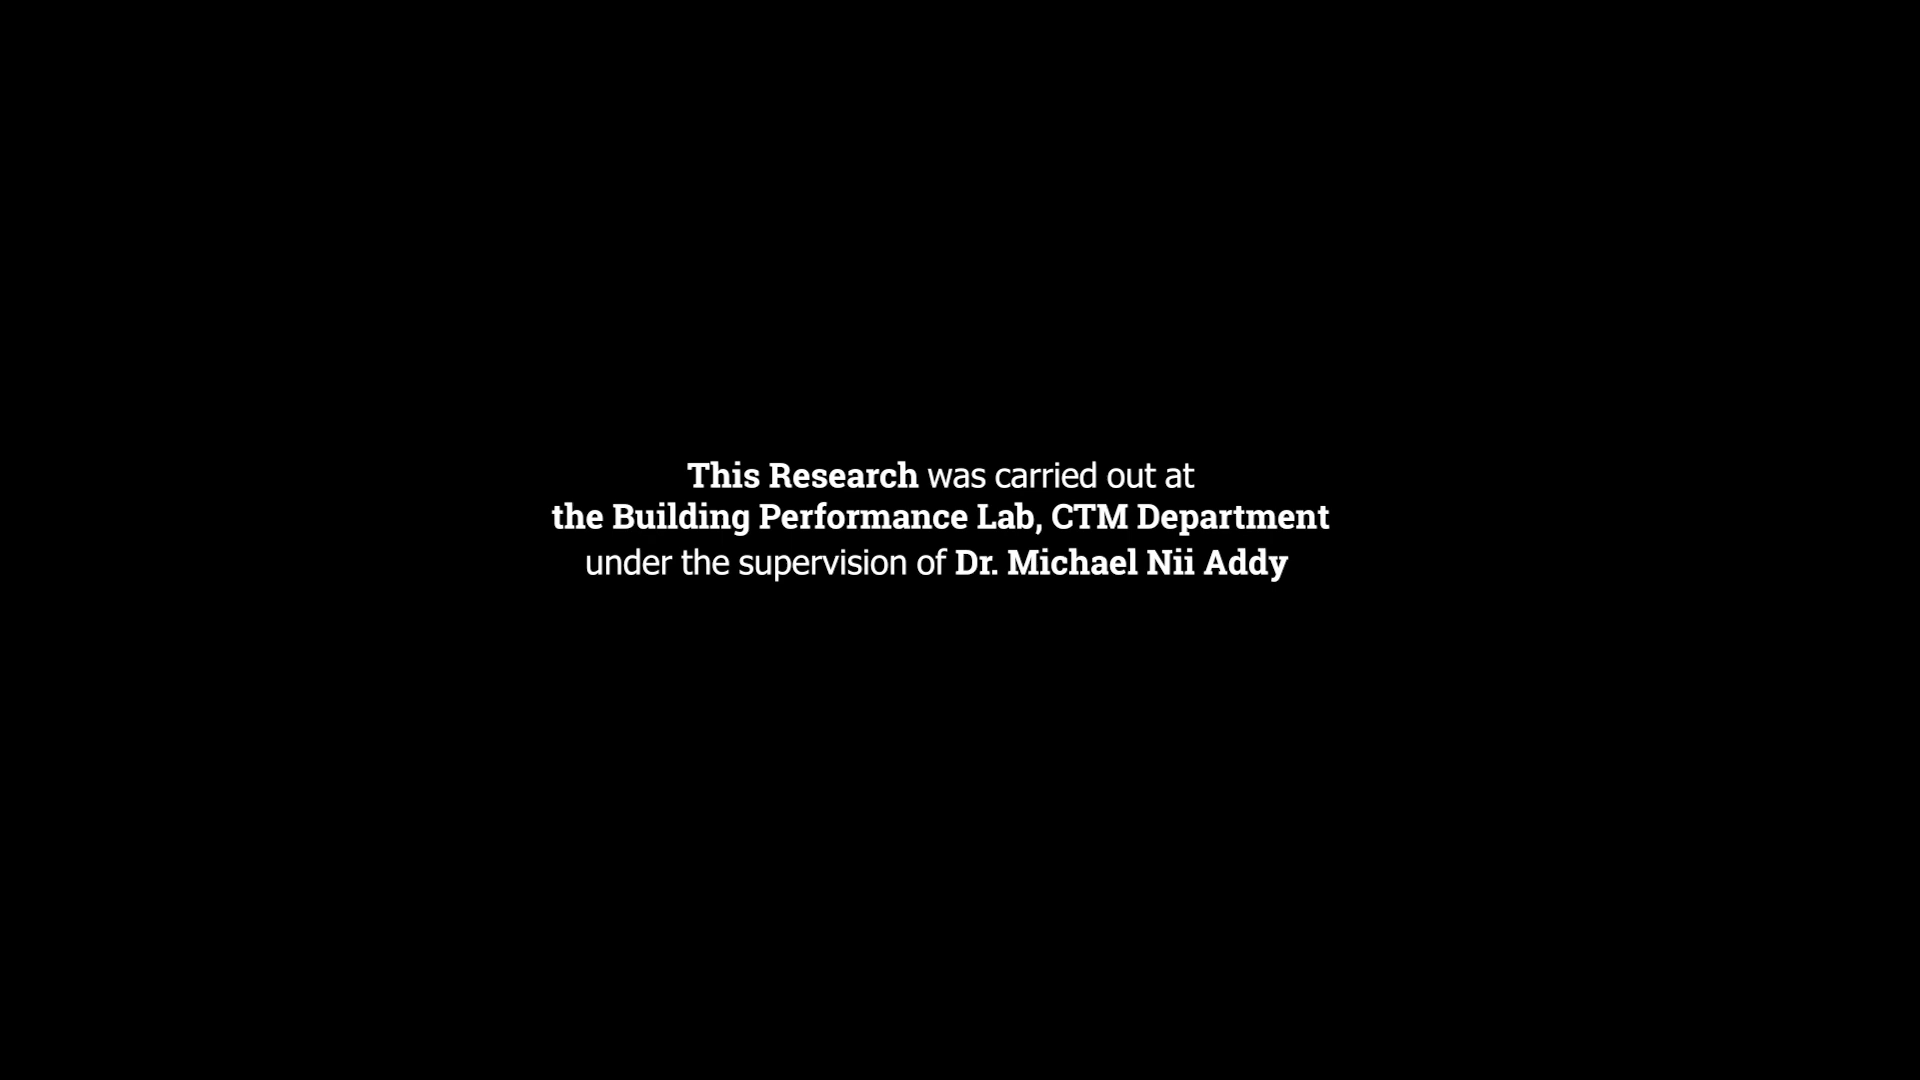 This Research was carried out at
the Building Performance Lab, CTM Department
under the supervision of Dr. Michael Nii Addy